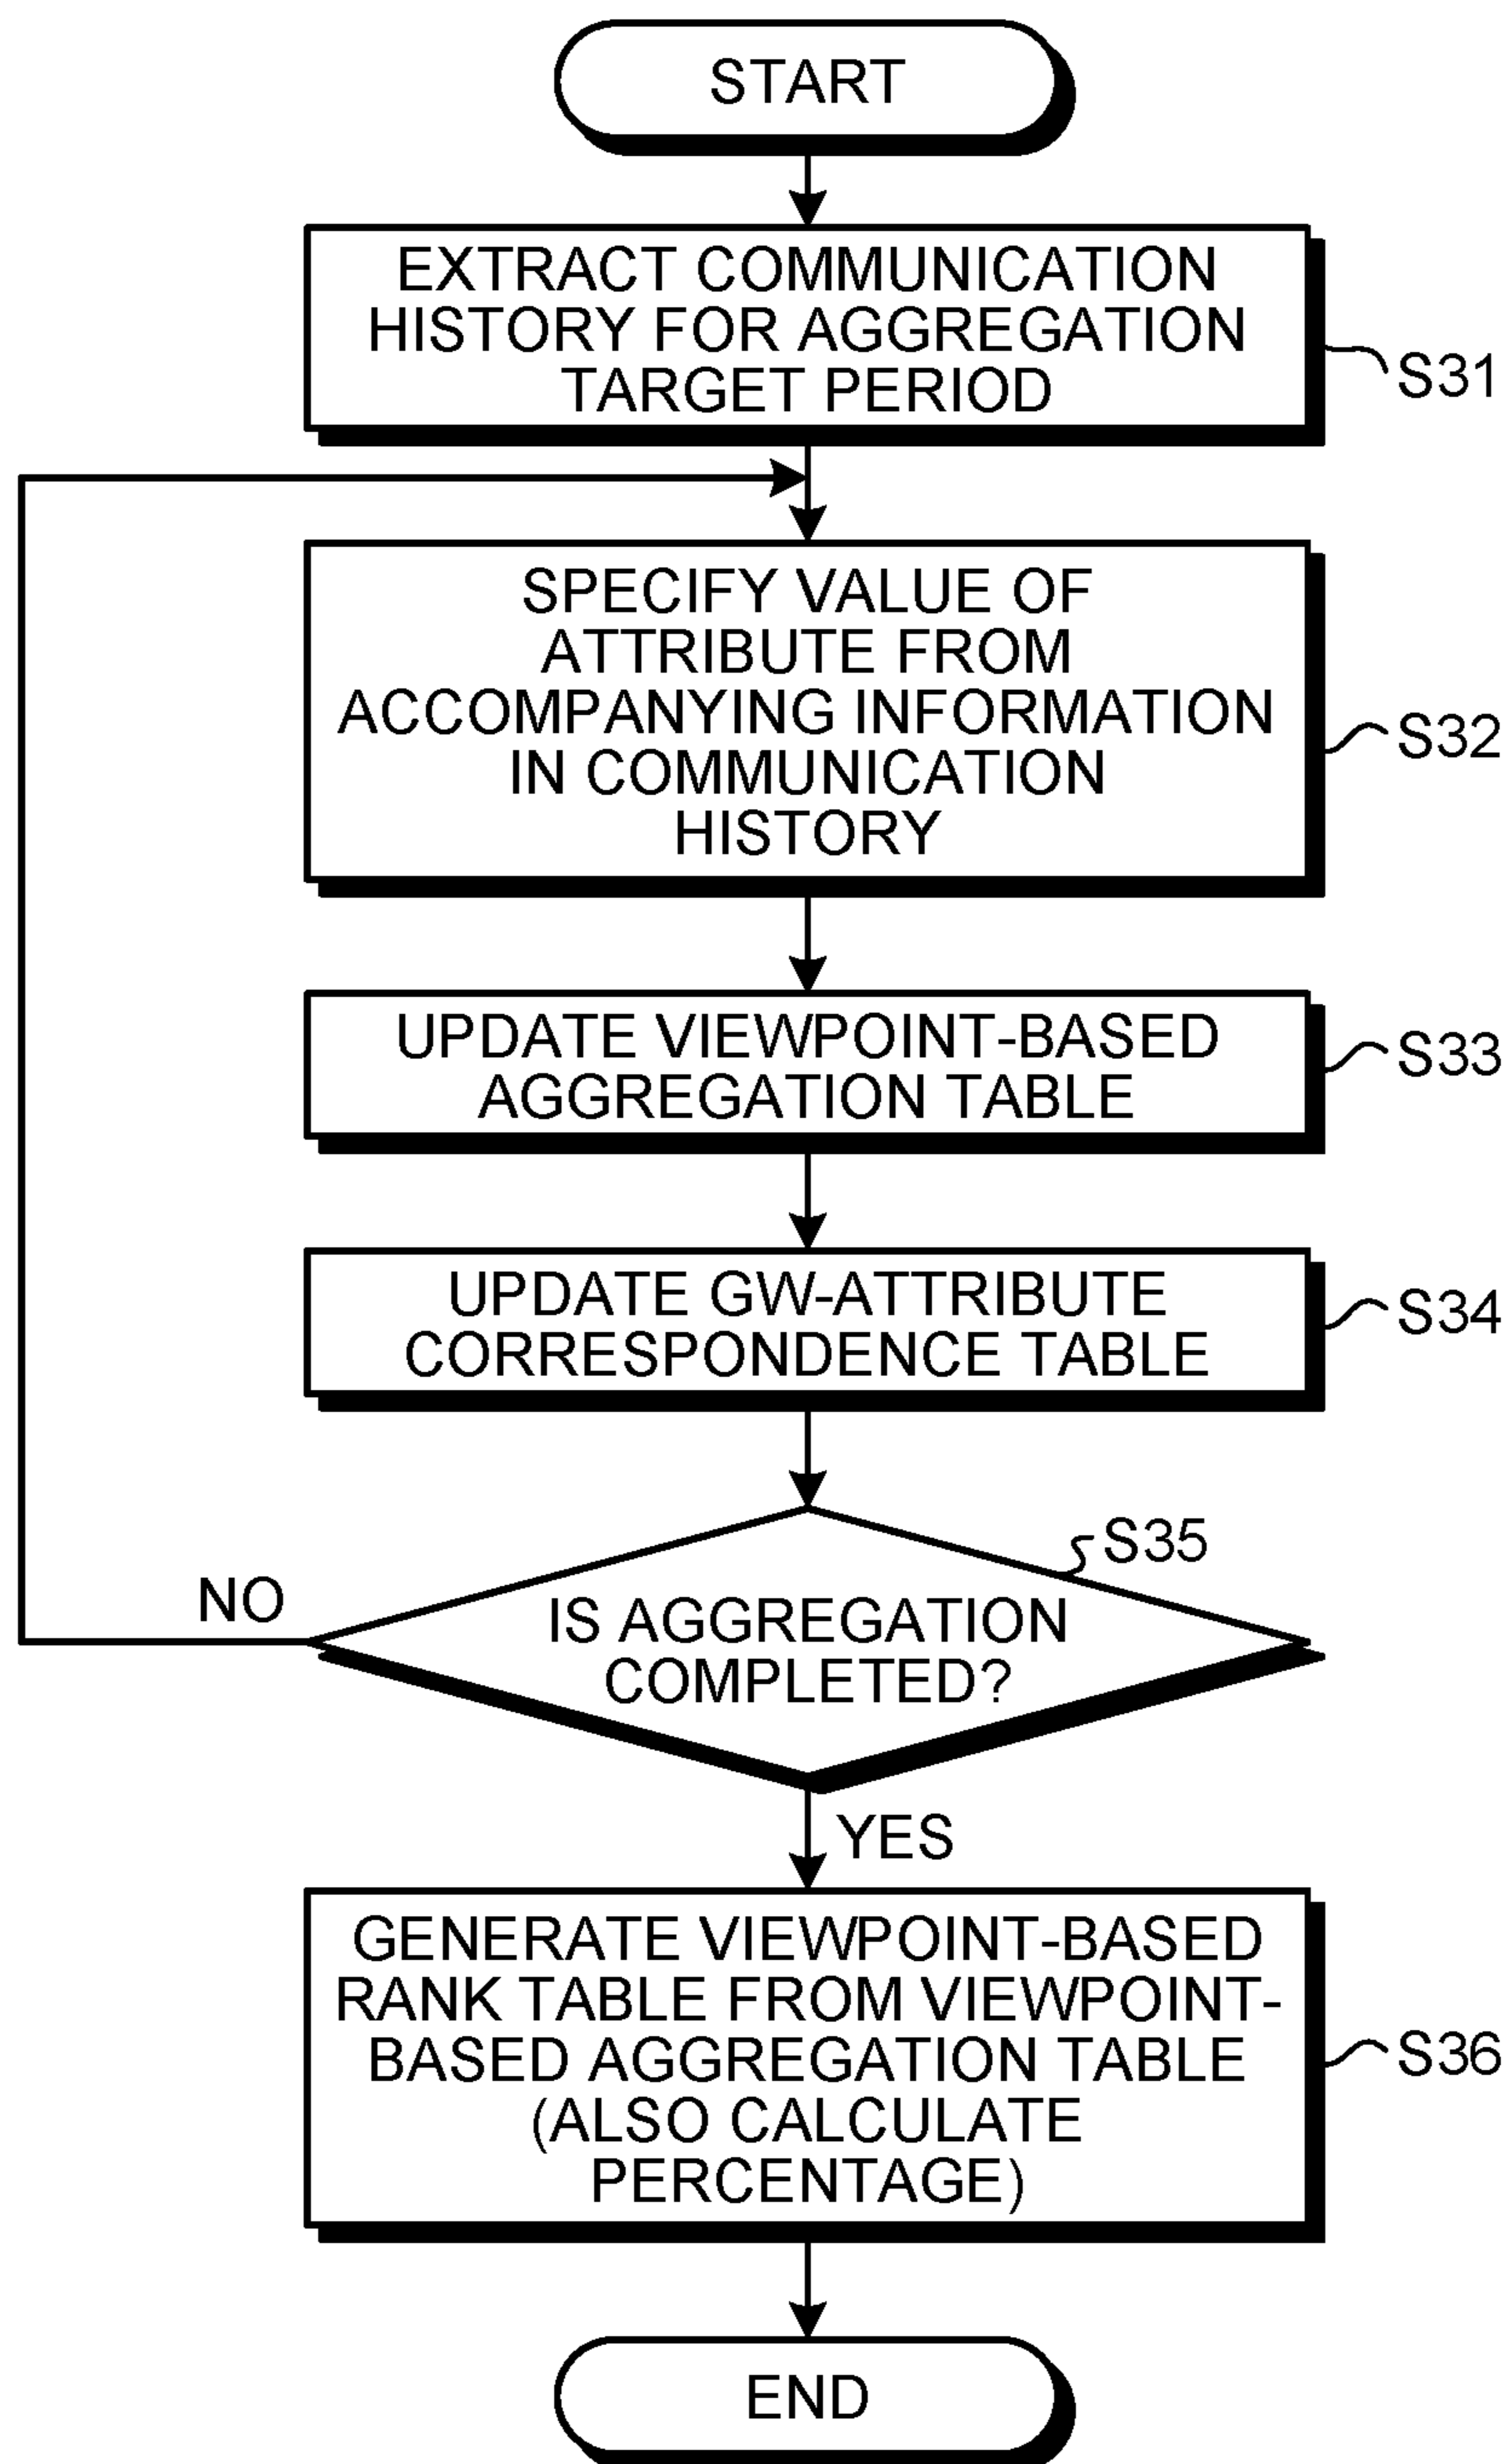 START
EXTRACT COMMUNICATION
HISTORY FOR AGGREGATION
TARGET PERIOD
S31
SPECIFY VALUE OF
ATTRIBUTE FROM
ACCOMPANYING INFORMATION
IN COMMUNICATION
HISTORY
S32
UPDATE VIEWPOINT-BASED
AGGREGATION TABLE
S33
UPDATE GW-ATTRIBUTE
CORRESPONDENCE TABLE
S34
S35
NO
IS AGGREGATION
COMPLETED?
YES
GENERATE VIEWPOINT-BASED
RANK TABLE FROM VIEWPOINT-
BASED AGGREGATION TABLE
(ALSO CALCULATE
PERCENTAGE)
S36
END